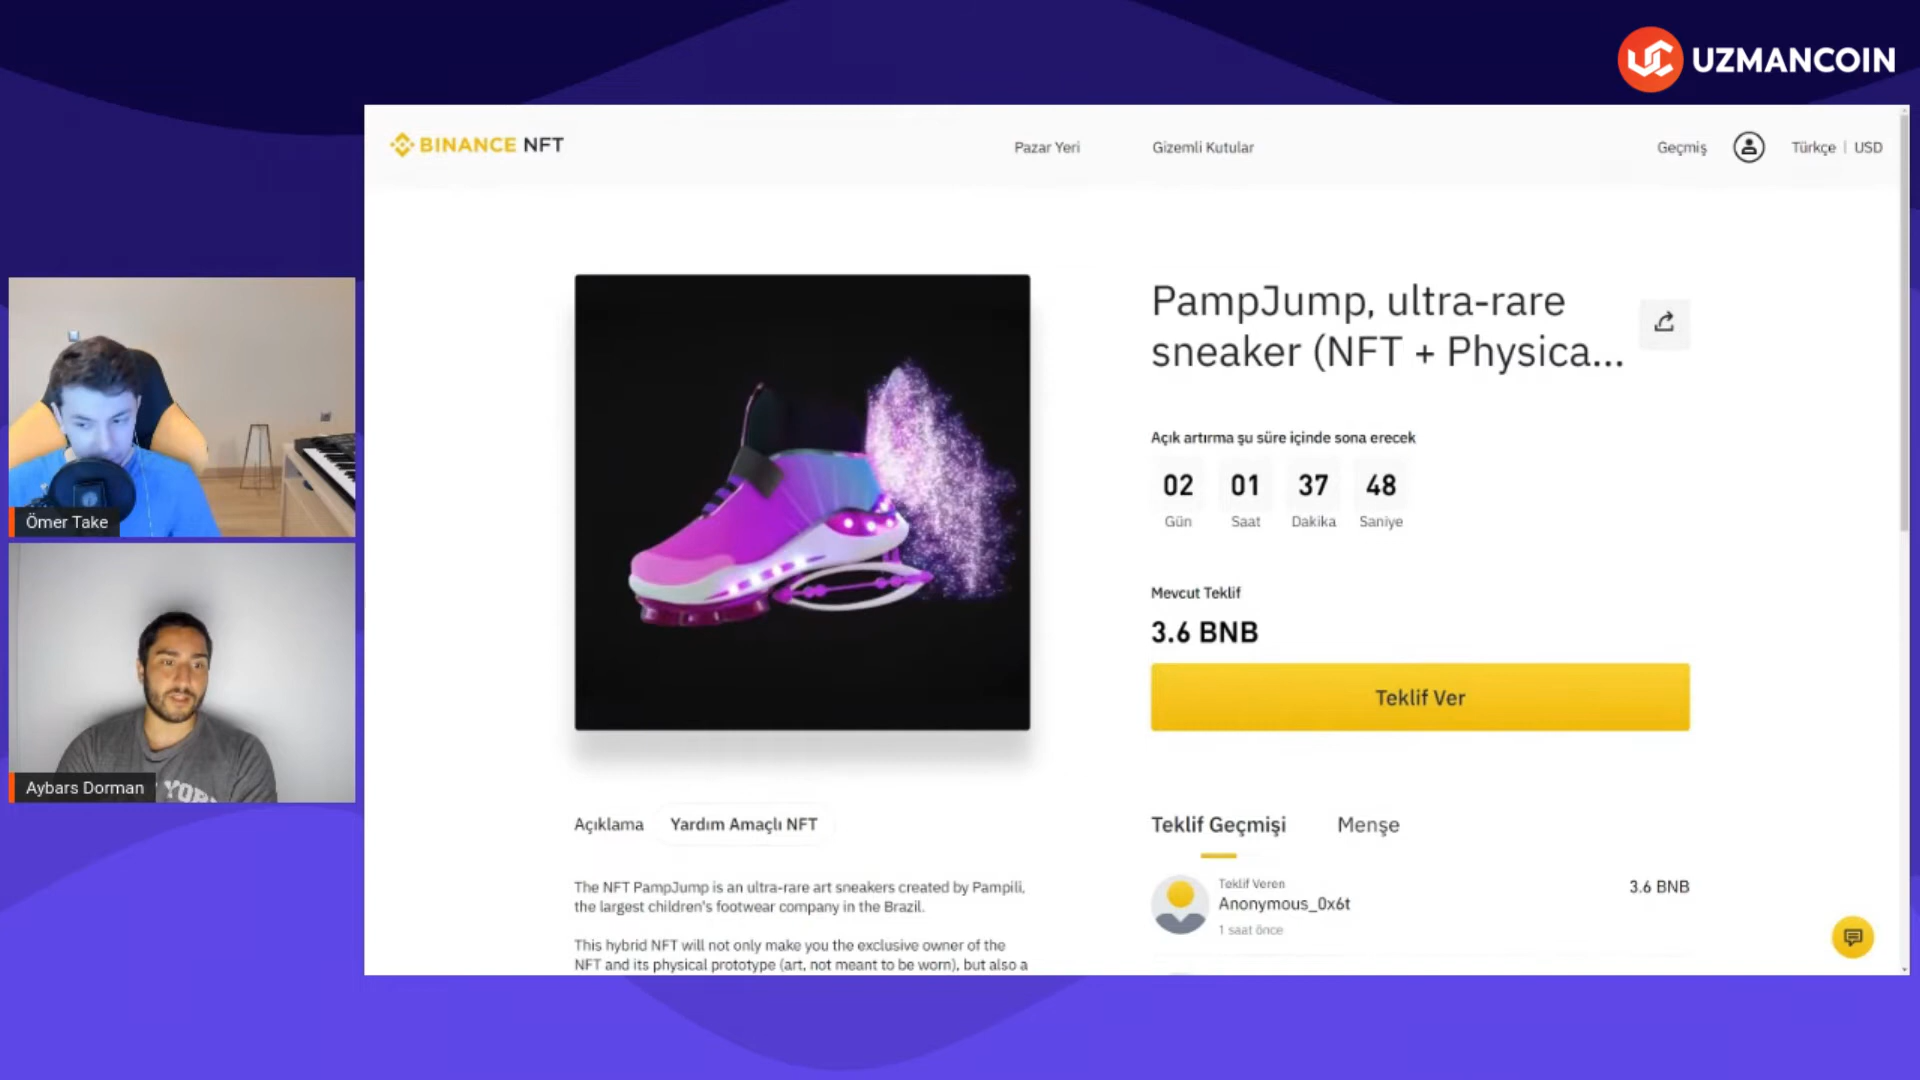 UZMANCOIN
BINANCE NFT
Pazar Yeri
Gizemli Kutular
Geçmiş
Türkçe | USD
PampJump, ultra-rare
sneaker (NFT + Physica...
Açık artırma şu süre içinde sona erecek
02 01 37 48
Gün Saat Dakika Saniye
Mevcut Teklif
3.6 BNB
Teklif Ver
Ömer Take
Aybars Dorman
YORK
Açıklama
Yardım Amaçlı NFT
The NFT PampJump is an ultra-rare art sneakers created by Pampili,
the largest children's footwear company in the Brazil.
This hybrid NFT will not only make you the exclusive owner of the
NFT and its physical prototype (art, not meant to be worn), but also a
Teklif Geçmişi
Menşe
Teklif Veren
Anonymous_0x6t
1 saat önce
3.6 BNB